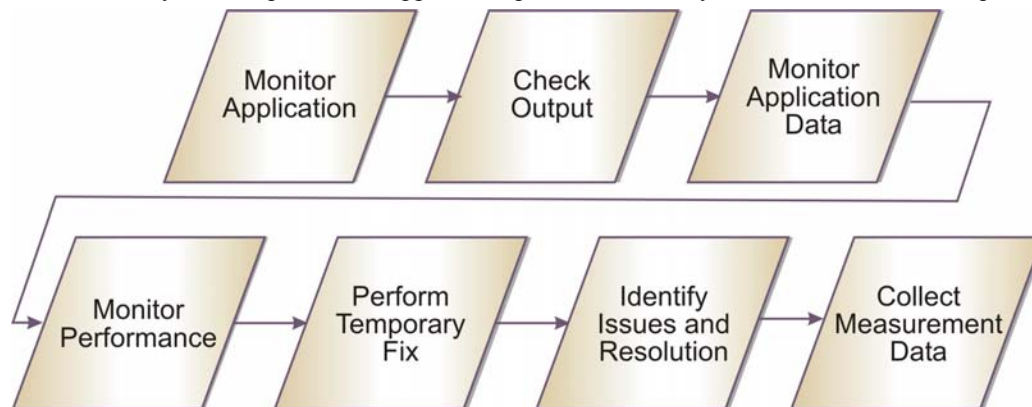 Monitor
Application
Check
Output
Monitor
Application
Data
Monitor
Performance
Perform
Temporary
Fix
Identify
Issues and
Resolution
Collect
Measurement
Data